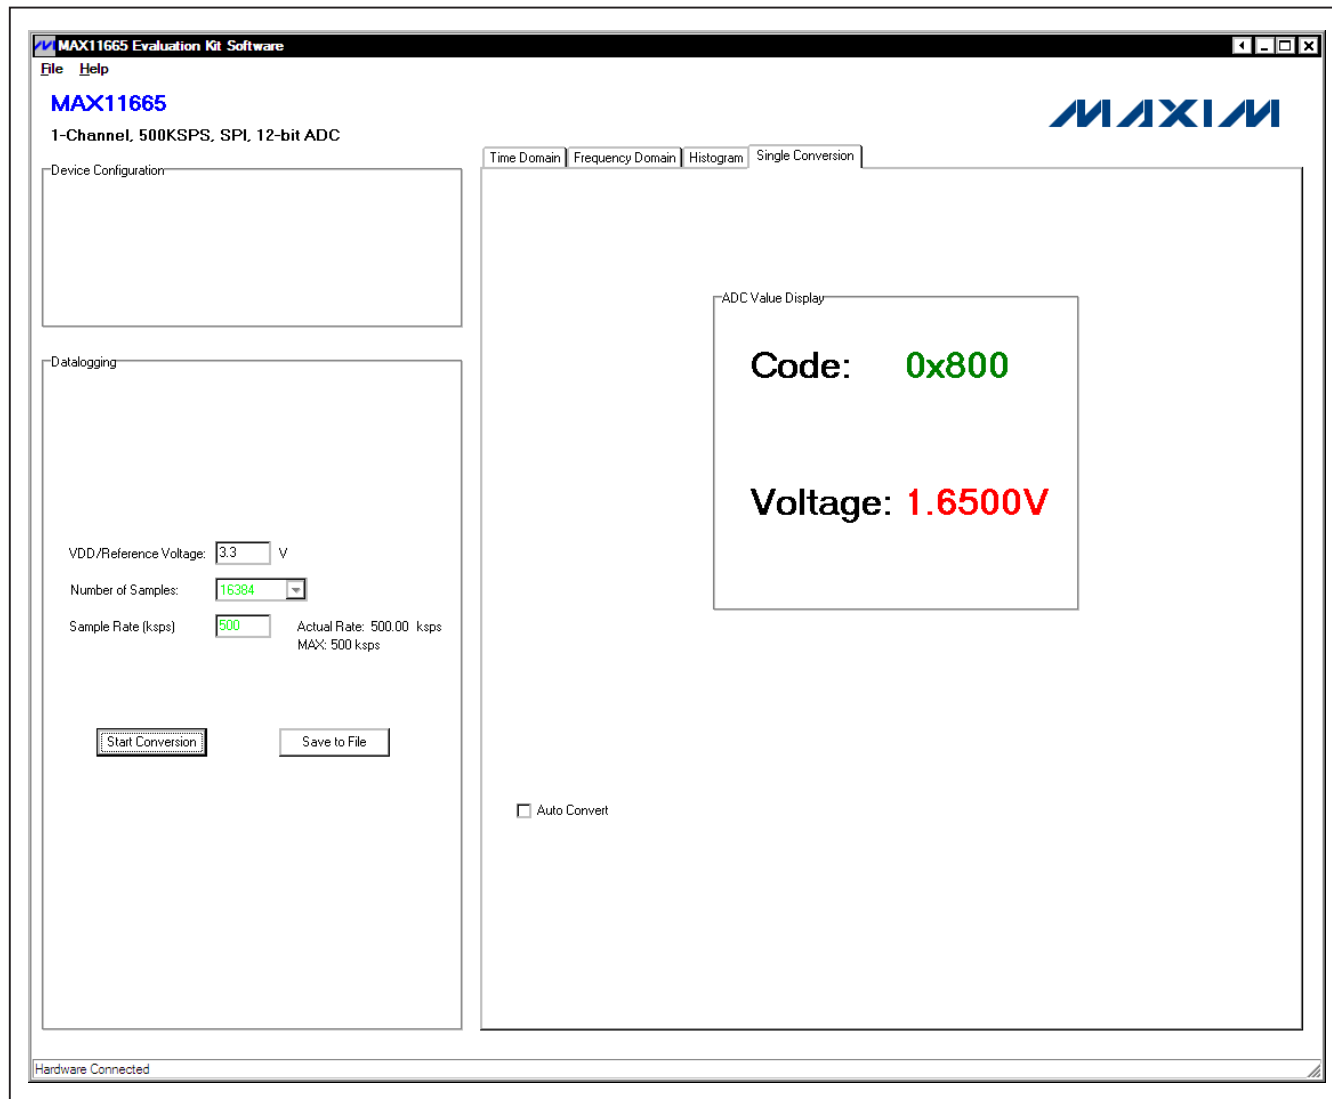 MAX11665 Evaluation Kit Software
File Help
MAX11665
1-Channel, 500KSPS, SPI, 12-bit ADC
MAXIM
Device Configuration
Datalogging
VDD/Reference Voltage: 3.3 V
Number of Samples: 16384
Sample Rate (ksps) 500 Actual Rate: 500.00 ksps
MAX: 500 ksps
Start Conversion Save to File
Time Domain Frequency Domain Histogram Single Conversion
ADC Value Display
Code: 0x800
Voltage: 1.6500V
Auto Convert
Hardware Connected